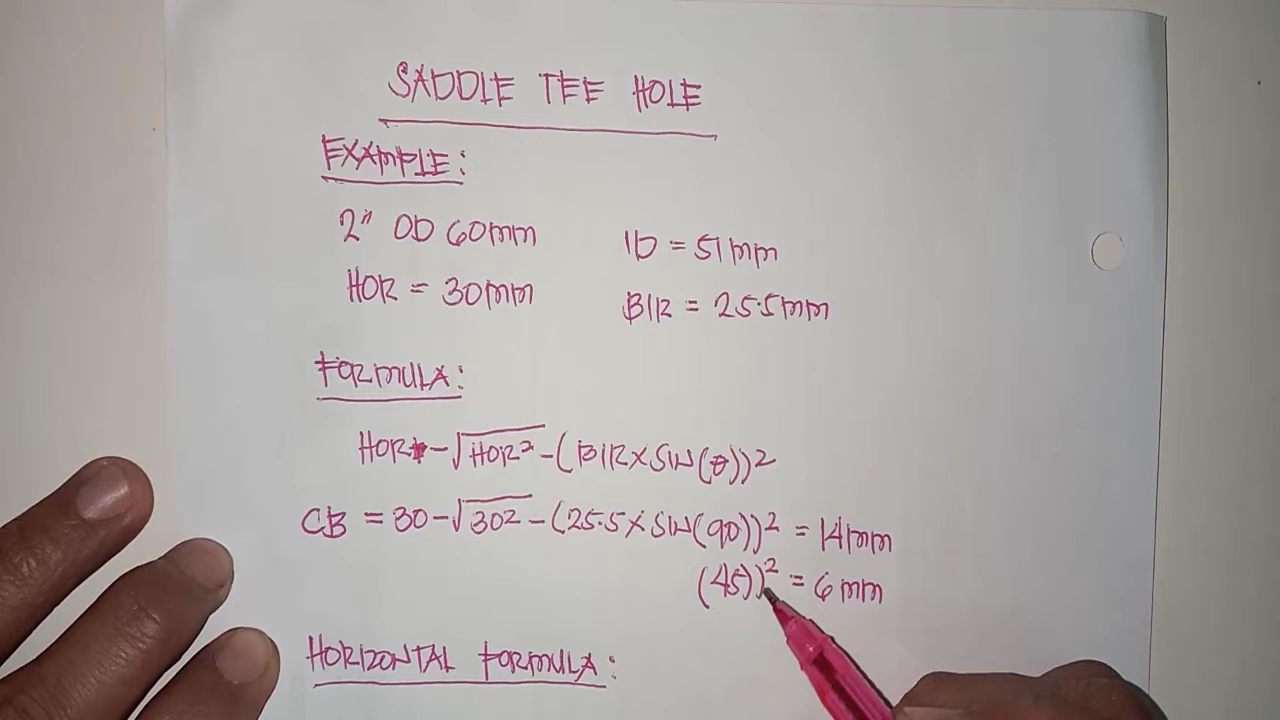 SADDLE TEE HOLE
EXAMPLE:
2" OD 60mm ID = 51mm
HOR = 30mm BIR = 25.5mm
FORMULA:
HOR - √HOR² - (BIR×SIN(θ))²
CB = 30 - √30² - (25.5×SIN(90))² = 14mm
(45))² = 6mm
HORIZONTAL FORMULA: